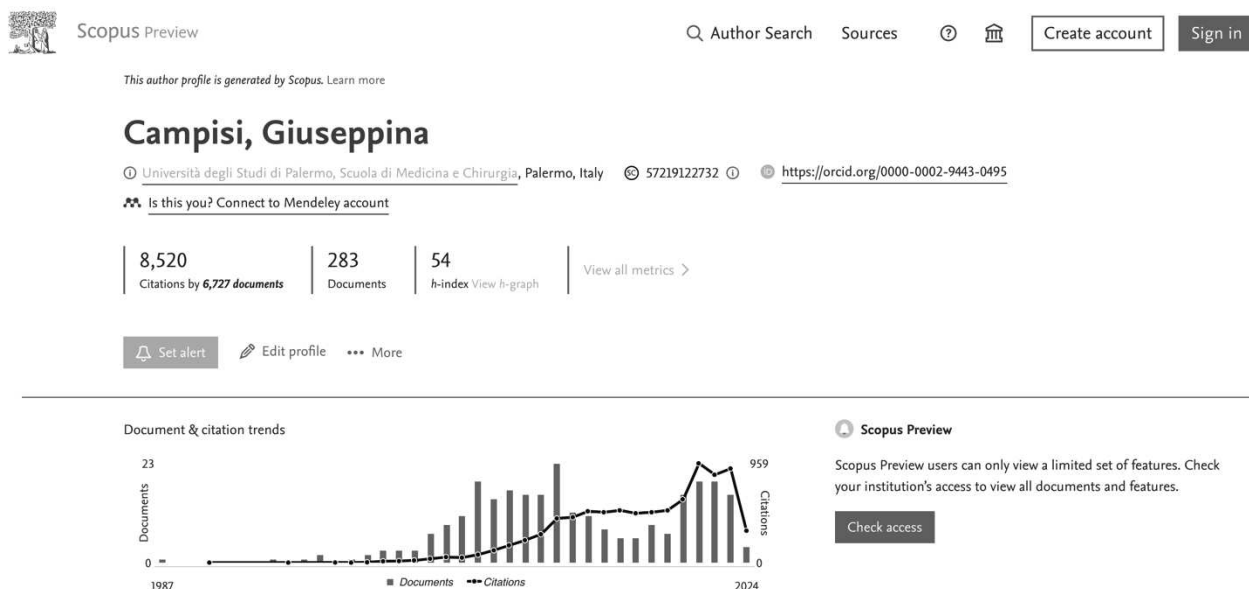 Scopus Preview
Author Search Sources Create account Sign in
This author profile is generated by Scopus. Learn more
Campisi, Giuseppina
Università degli Studi di Palermo, Scuola di Medicina e Chirurgia, Palermo, Italy SC 57219122732 iD https://orcid.org/0000-0002-9443-0495
Is this you? Connect to Mendeley account
8,520 283 54 View all metrics
Citations by 6,727 documents Documents h-index View h-graph
Set alert Edit profile More
Document & citation trends
23 959
Documents
Citations
0 0
1987 2024
Documents Citations
Scopus Preview
Scopus Preview users can only view a limited set of features. Check
your institution's access to view all documents and features.
Check access